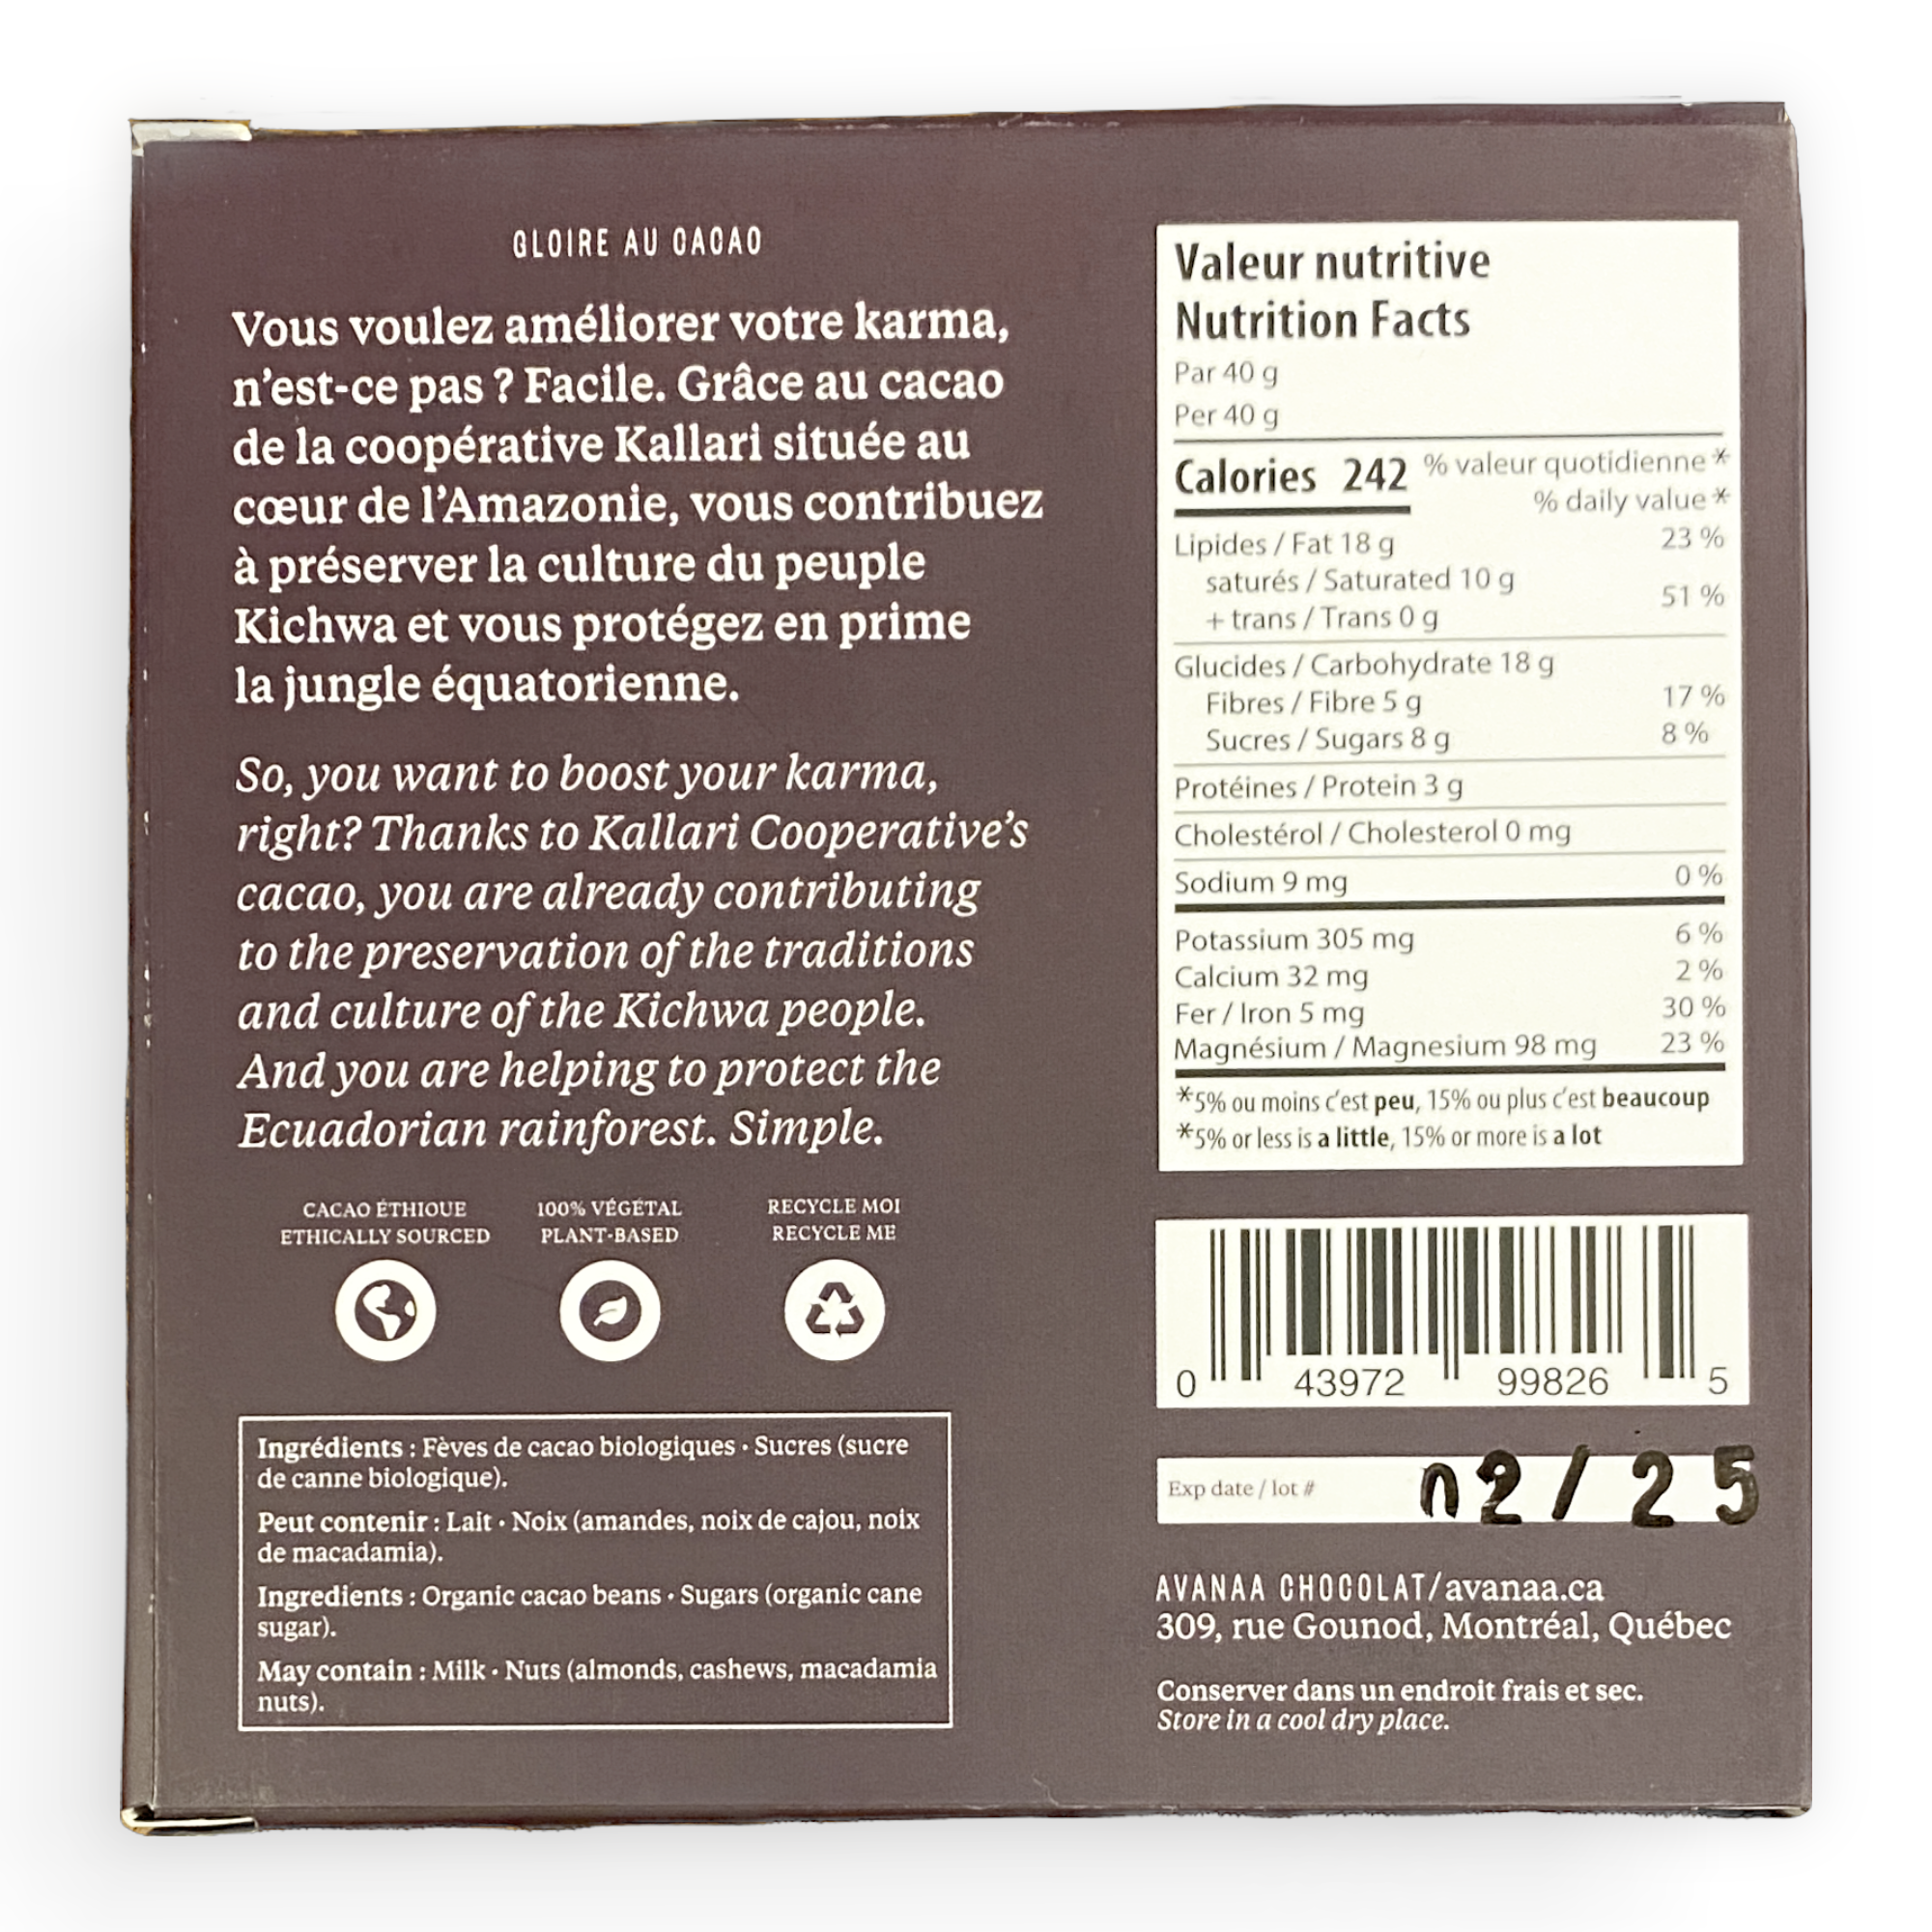 GLOIRE AU CACAO
Vous voulez améliorer votre karma,
n'est-ce pas ? Facile. Grâce au cacao
de la coopérative Kallari située au
cœur de l'Amazonie, vous contribuez
à préserver la culture du peuple
Kichwa et vous protégez en prime
la jungle équatorienne.
So, you want to boost your karma,
right? Thanks to Kallari Cooperative's
cacao, you are already contributing
to the preservation of the traditions
and culture of the Kichwa people.
And you are helping to protect the
Ecuadorian rainforest. Simple.
CACAO ÉTHIQUE
ETHICALLY SOURCED
100% VÉGÉTAL
PLANT-BASED
RECYCLE MOI
RECYCLE ME
Ingrédients : Fèves de cacao biologiques • Sucres (sucre
de canne biologique).
Peut contenir : Lait • Noix (amandes, noix de cajou, noix
de macadamia).
Ingredients : Organic cacao beans • Sugars (organic cane
sugar).
May contain : Milk • Nuts (almonds, cashews, macadamia
nuts).
Valeur nutritive
Nutrition Facts
Par 40 g
Per 40 g
Calories 242 % valeur quotidienne*
% daily value*
Lipides / Fat 18 g 23 %
saturés / Saturated 10 g
+ trans / Trans 0 g 51 %
Glucides / Carbohydrate 18 g
Fibres / Fibre 5 g 17 %
Sucres / Sugars 8 g 8 %
Protéines / Protein 3 g
Cholestérol / Cholesterol 0 mg
Sodium 9 mg 0 %
Potassium 305 mg 6 %
Calcium 32 mg 2 %
Fer / Iron 5 mg 30 %
Magnésium / Magnesium 98 mg 23 %
*5% ou moins c'est peu, 15% ou plus c'est beaucoup
*5% or less is a little, 15% or more is a lot
0 43972 99826 5
Exp date / lot # 02/25
AVANAA CHOCOLAT/avanaa.ca
309, rue Gounod, Montréal, Québec
Conserver dans un endroit frais et sec.
Store in a cool dry place.